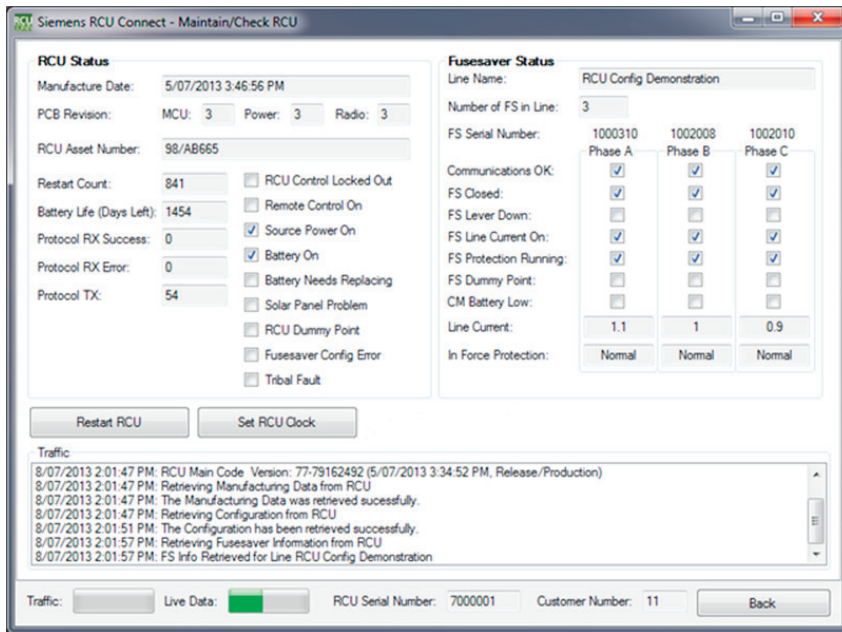 Siemens RCU Connect - Maintain/Check RCU
RCU Status
Manufacture Date: 5/07/2013 3:46:56 PM
PCB Revision: MCU: 3 Power: 3 Radio: 3
RCU Asset Number: 98/AB665
Restart Count: 841
Battery Life (Days Left): 1454
Protocol RX Success: 0
Protocol RX Error: 0
Protocol TX: 54
RCU Control Locked Out
Remote Control On
Source Power On
Battery On
Battery Needs Replacing
Solar Panel Problem
RCU Dummy Point
Fusesaver Config Error
Tribal Fault
Fusesaver Status
Line Name: RCU Config Demonstration
Number of FS in Line: 3
FS Serial Number: 1000310 1002008 1002010
Phase A Phase B Phase C
Communications OK:
FS Closed:
FS Lever Down:
FS Line Current On:
FS Protection Running:
FS Dummy Point:
CM Battery Low:
Line Current: 1.1 1 0.9
In Force Protection: Normal Normal Normal
Restart RCU Set RCU Clock
Traffic
8/07/2013 2:01:47 PM: RCU Main Code Version: 77-79162492 (5/07/2013 3:34:52 PM, Release/Production)
8/07/2013 2:01:47 PM: Retrieving Manufacturing Data from RCU
8/07/2013 2:01:47 PM: The Manufacturing Data was retrieved sucessfully.
8/07/2013 2:01:47 PM: Retrieving Configuration from RCU
8/07/2013 2:01:51 PM: The Configuration has been retrieved successfully.
8/07/2013 2:01:57 PM: Retrieving Fusesaver Information from RCU
8/07/2013 2:01:57 PM: FS Info Retrieved for Line RCU Config Demonstration
Traffic: Live Data: RCU Serial Number: 7000001 Customer Number: 11 Back